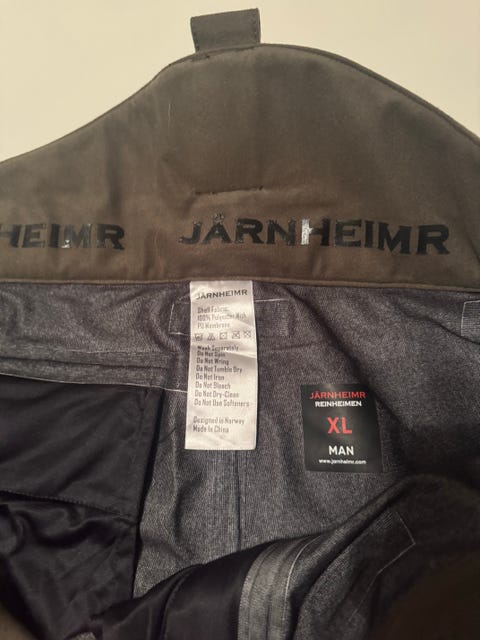 HEIMR JÄRNHEIMR
JÄRNHEIMR
Shell Fabric:
100% Polyester With
PU Membrane
Wash Separately
Do Not Spin
Do Not Wring
Do Not Tumble Dry
Do Not Iron
Do Not Bleach
Do Not Dry-Clean
Do Not Use Softeners
Designed in Norway
Made in China
JÄRNHEIMR
REINHEIMEN
XL
MAN
www.jarnheimr.com